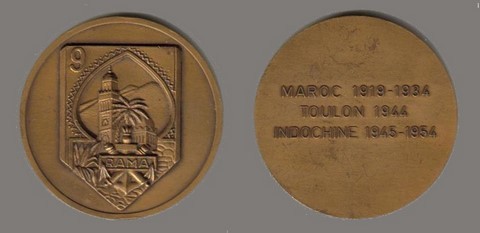 9
RAMA
MAROC 1919-1934
TOULON 1944
INDOCHINE 1945-1954